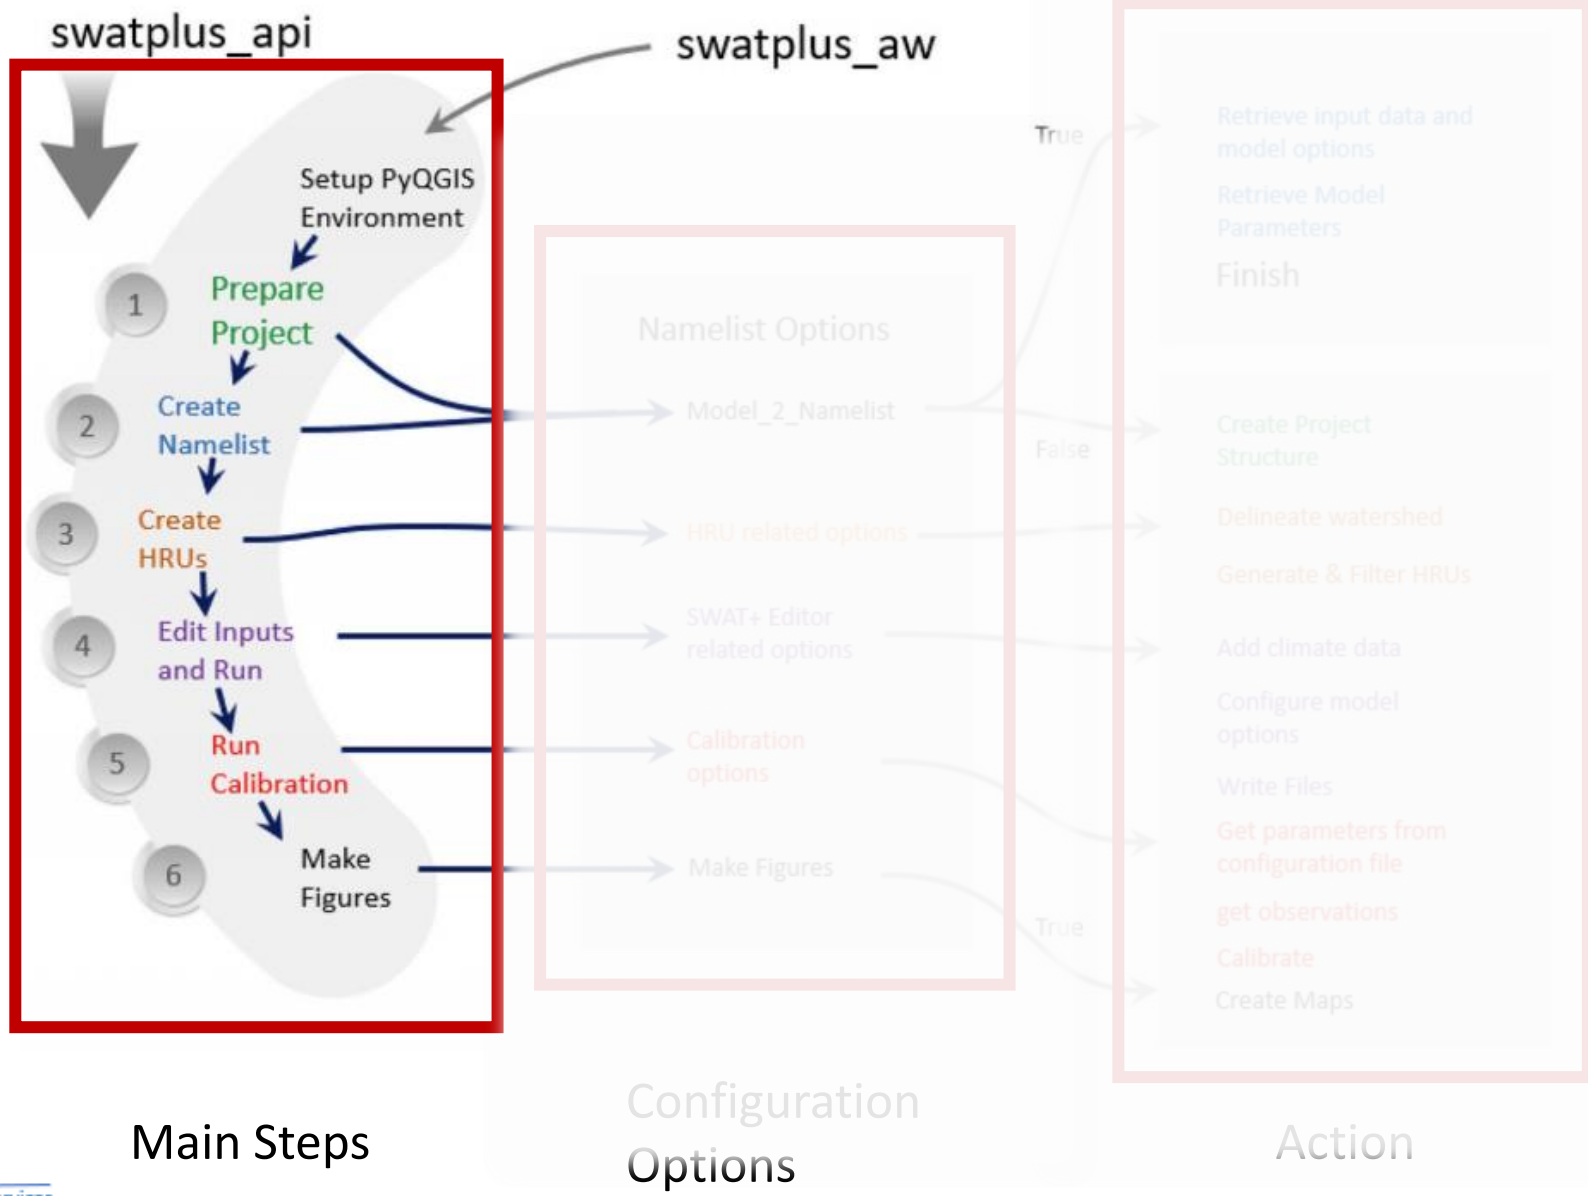 swatplus_api
swatplus_aw
Setup PyQGIS
Environment
1
Prepare
Project
2
Create
Namelist
3
Create
HRUs
4
Edit Inputs
and Run
5
Run
Calibration
6
Make
Figures
Main Steps
Namelist Options
Model_2_Namelist
HRU related options
SWAT+ Editor
related options
Calibration
options
Make Figures
Configuration
Options
True
False
True
Retrieve input data and
model options
Retrieve Model
Parameters
Finish
Create Project
Structure
Delineate watershed
Generate & Filter HRUs
Add climate data
Configure model
options
Write Files
Get parameters from
configuration file
get observations
Calibrate
Create Maps
Action